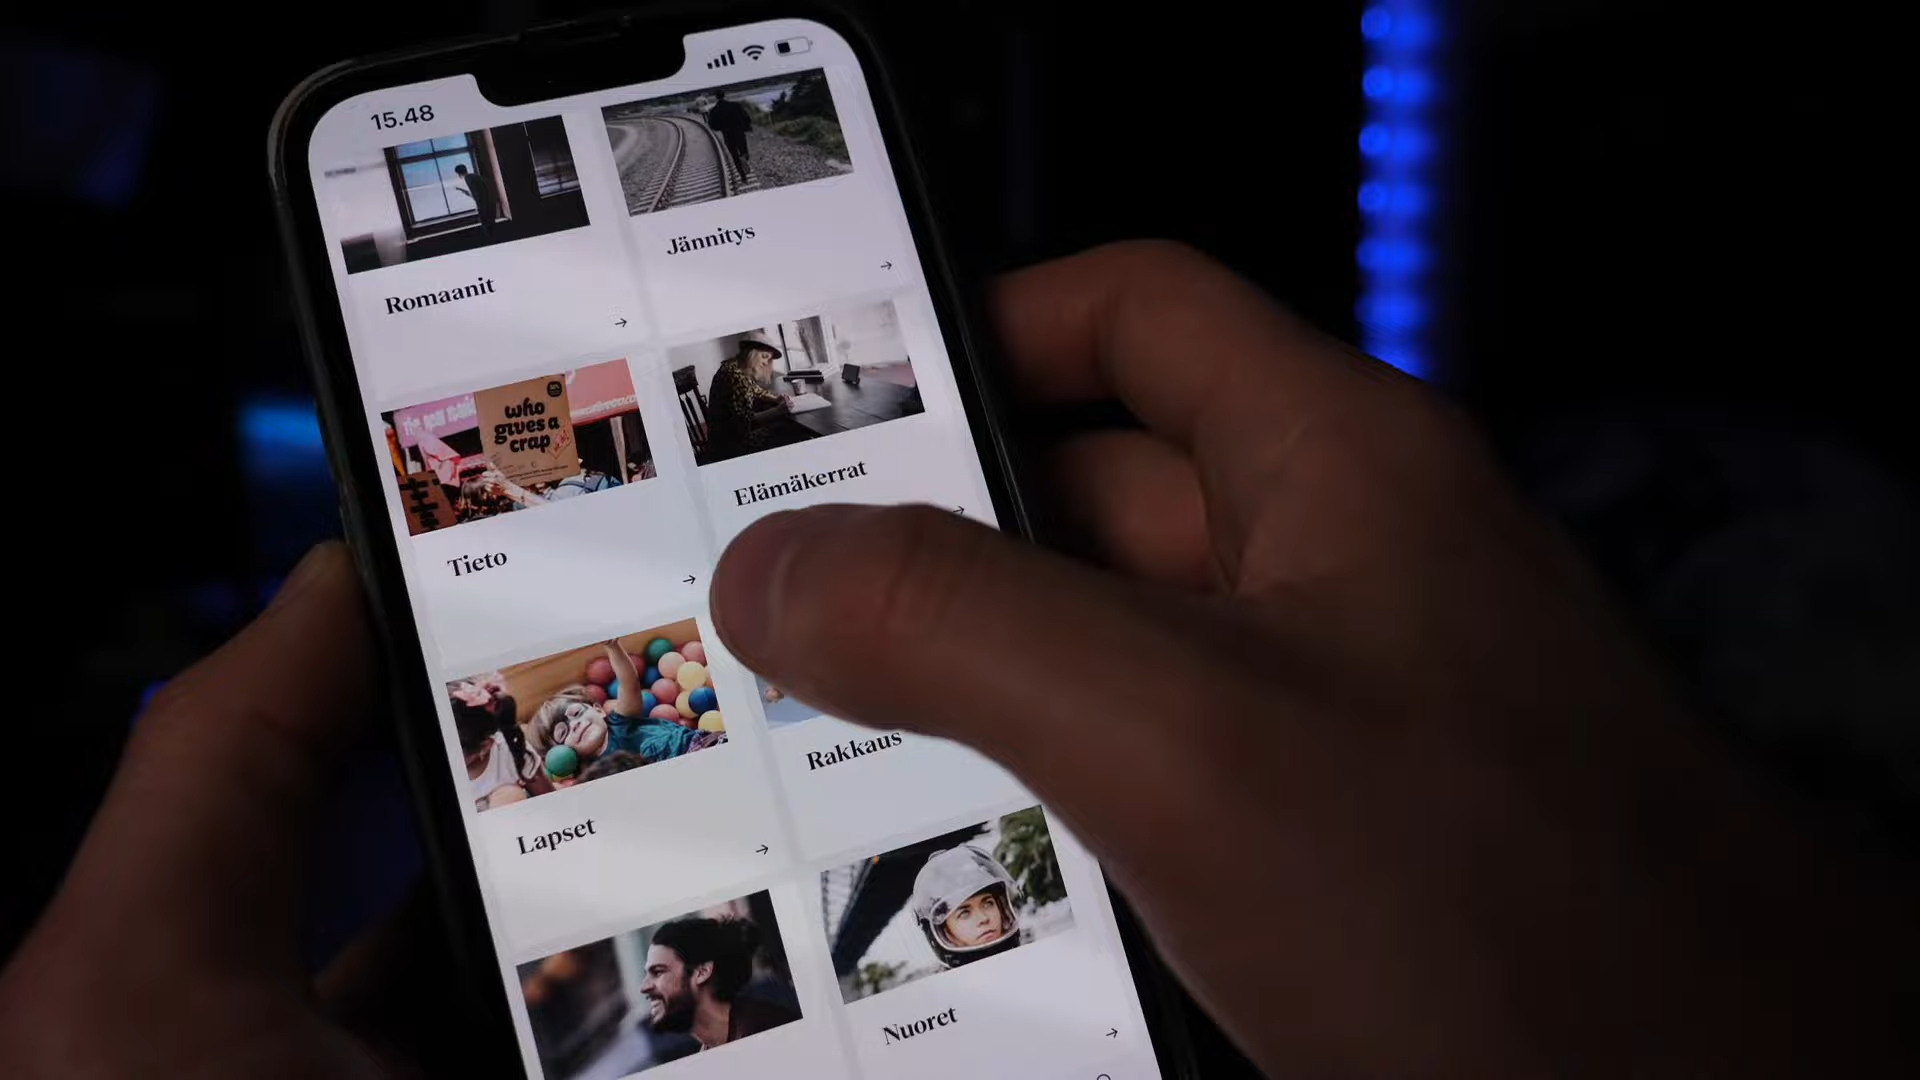 15.48
Romaanit
Jännitys
who
gives a
crap
Tieto
Elämäkerrat
Lapset
Rakkaus
Nuoret